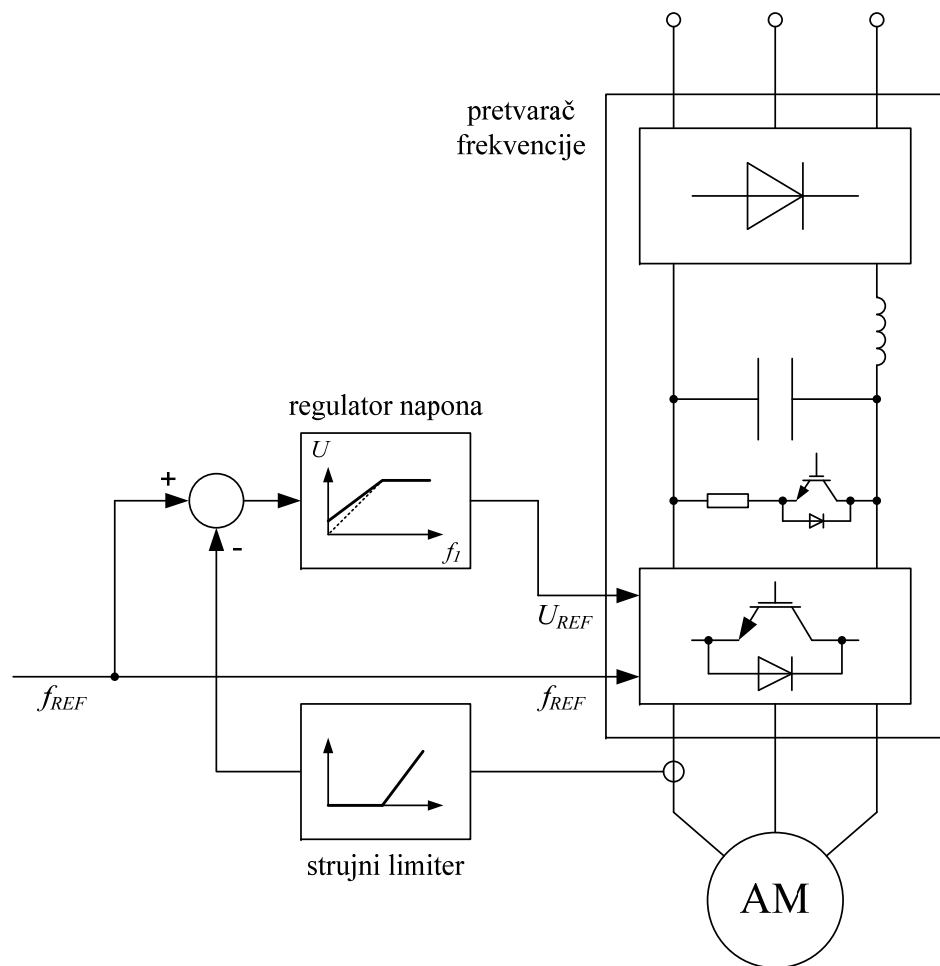 pretvarač
frekvencije
regulator napona
+
U
f1
-
UREF
fREF
fREF
strujni limiter
AM